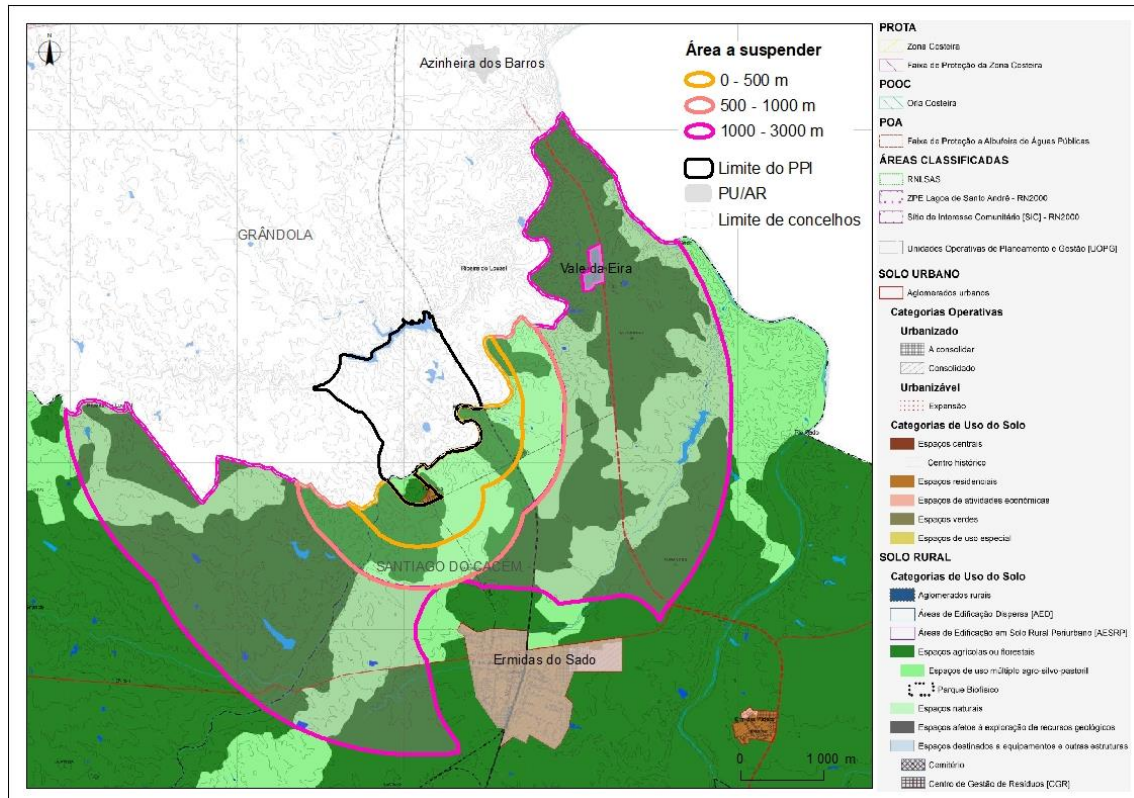 Azinheira dos Barros
Área a suspender
0 - 500 m
500 - 1000 m
1000 - 3000 m
Limite do PPI
PU/AR
Limite de concelhos
GRÂNDOLA
Vale da Eira
SANTIAGO DO CACÉM
Ermidas do Sado
0 1 000 m
PROTA
Zona Costeira
Faixa de Proteção da Zona Costeira
POOC
Orla Costeira
POA
Faixa de Proteção a Albufeira de Águas Públicas
ÁREAS CLASSIFICADAS
RNLSAS
ZPE Lagoa de Santo André - RN2000
Sítio de Interesse Comunitário [SIC] - RN2000
Unidades Operativas de Planeamento e Gestão [UOPG]
SOLO URBANO
Aglomerados urbanos
Categorias Operativas
Urbanizado
A consolidar
Consolidado
Urbanizável
Expansão
Categorias de Uso do Solo
Espaços centrais
Centro histórico
Espaços residenciais
Espaços de atividades económicas
Espaços verdes
Espaços de uso especial
SOLO RURAL
Categorias de Uso do Solo
Aglomerados rurais
Áreas de Edificação Dispersa [AED]
Áreas de Edificação em Solo Rural Periurbano [AESRP]
Espaços agrícolas ou florestais
Espaços de uso múltiplo agro-silvo-pastoril
Parque Biofísico
Espaços naturais
Espaços afetos à exploração de recursos geológicos
Espaços destinados a equipamentos e outras estruturas
Cemitério
Centro de Gestão de Resíduos [CGR]